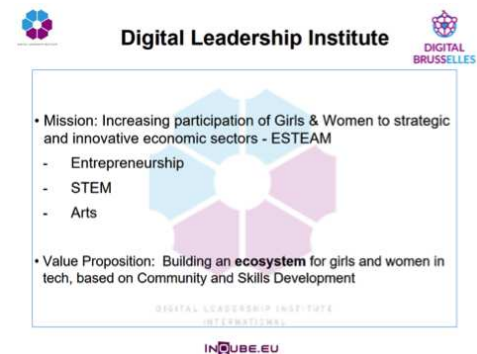 Digital Leadership Institute
DIGITAL
BRUSSELLES
• Mission: Increasing participation of Girls & Women to strategic
and innovative economic sectors - ESTEAM
- Entrepreneurship
- STEM
- Arts
• Value Proposition: Building an ecosystem for girls and women in
tech, based on Community and Skills Development
DIGITAL LEADERSHIP INSTITUTE
INTERNATIONAL
INQUBE.EU